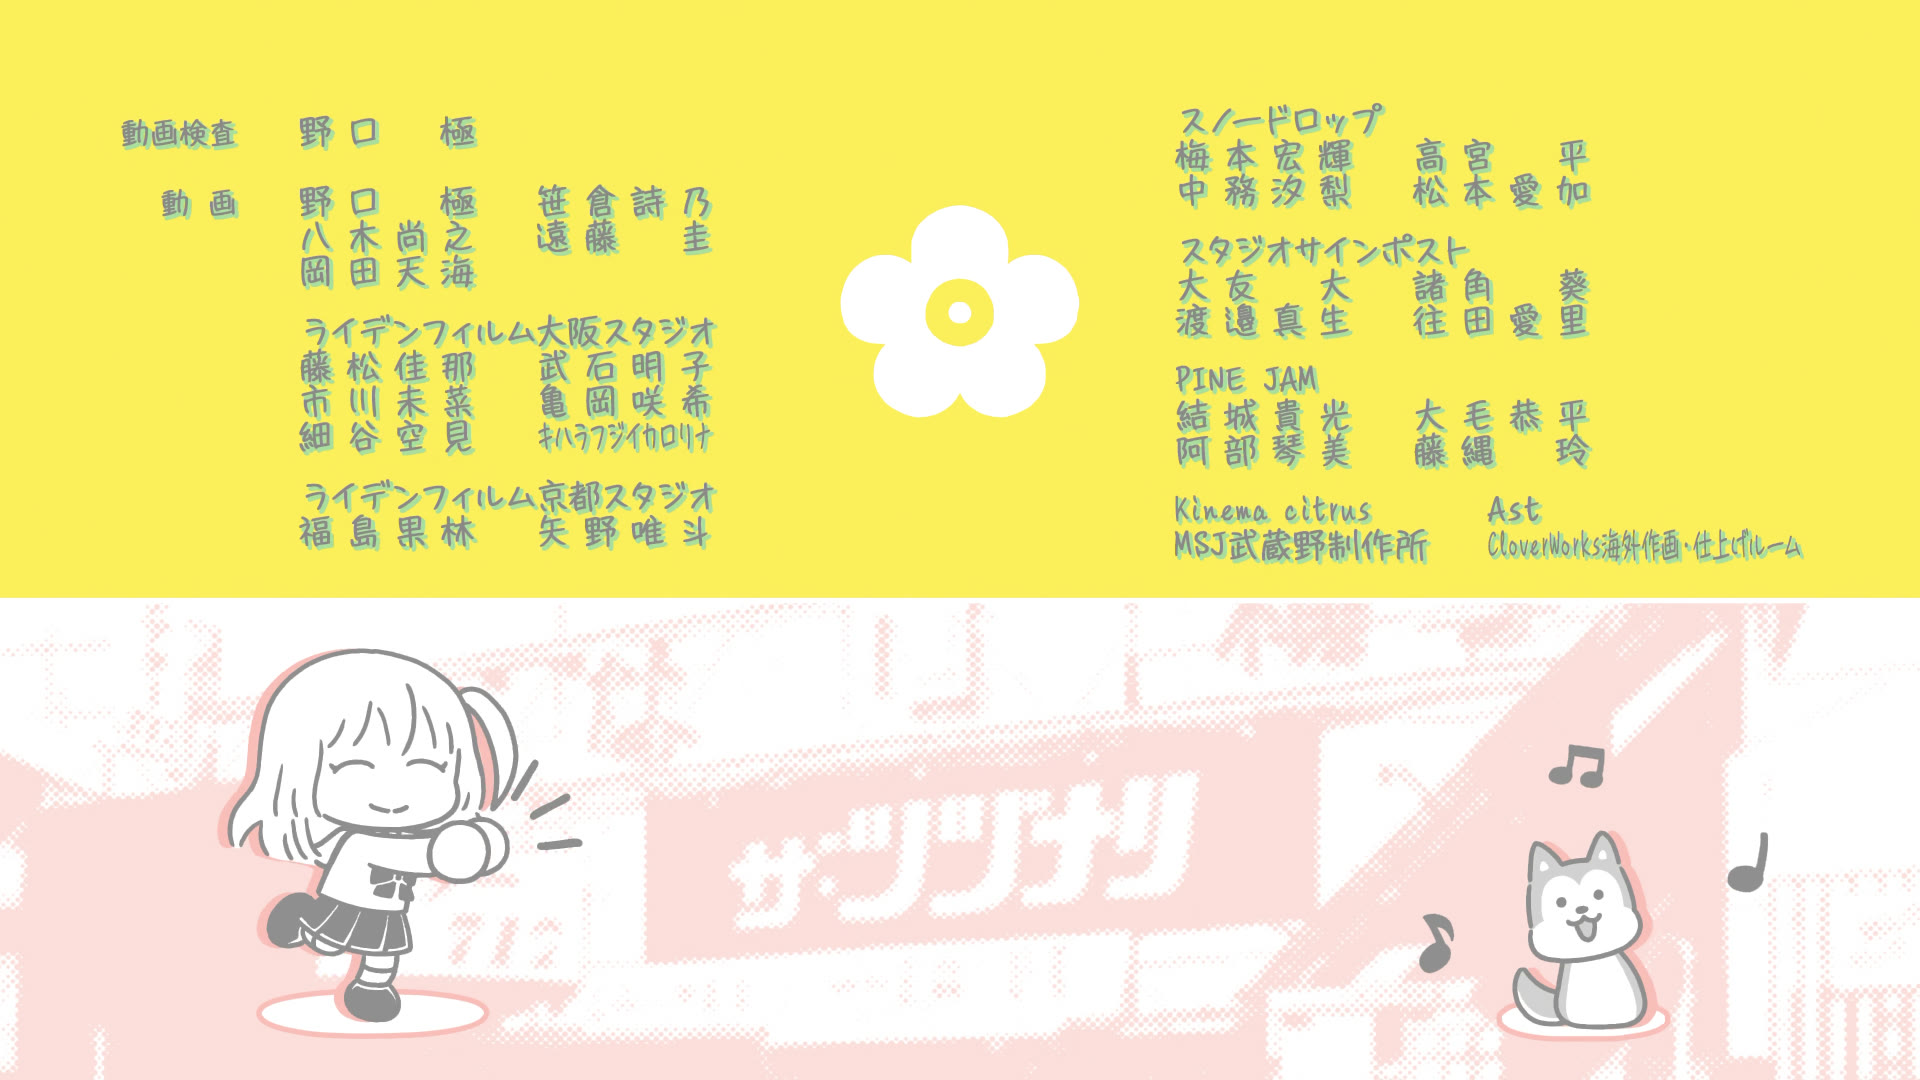 動画検査 野口 極
動画 野口 極 笹倉詩乃
八木尚之 遠藤 圭
岡田天海
ライデンフィルム大阪スタジオ
藤松佳那 武石明子
市川未菜 亀岡咲希
細谷空見 キハラフジイカロリナ
ライデンフィルム京都スタジオ
福島果林 矢野唯斗
スノードロップ
梅本宏輝 高宮 平
中務汐梨 松本愛加
スタジオサインポスト
大友 大 諸角 葵
渡邉真生 往田愛里
PINE JAM
結城貴光 大毛恭平
阿部琴美 藤縄 玲
Kinema citrus Ast
MSJ武蔵野制作所 CloverWorks海外作画・仕上げルーム